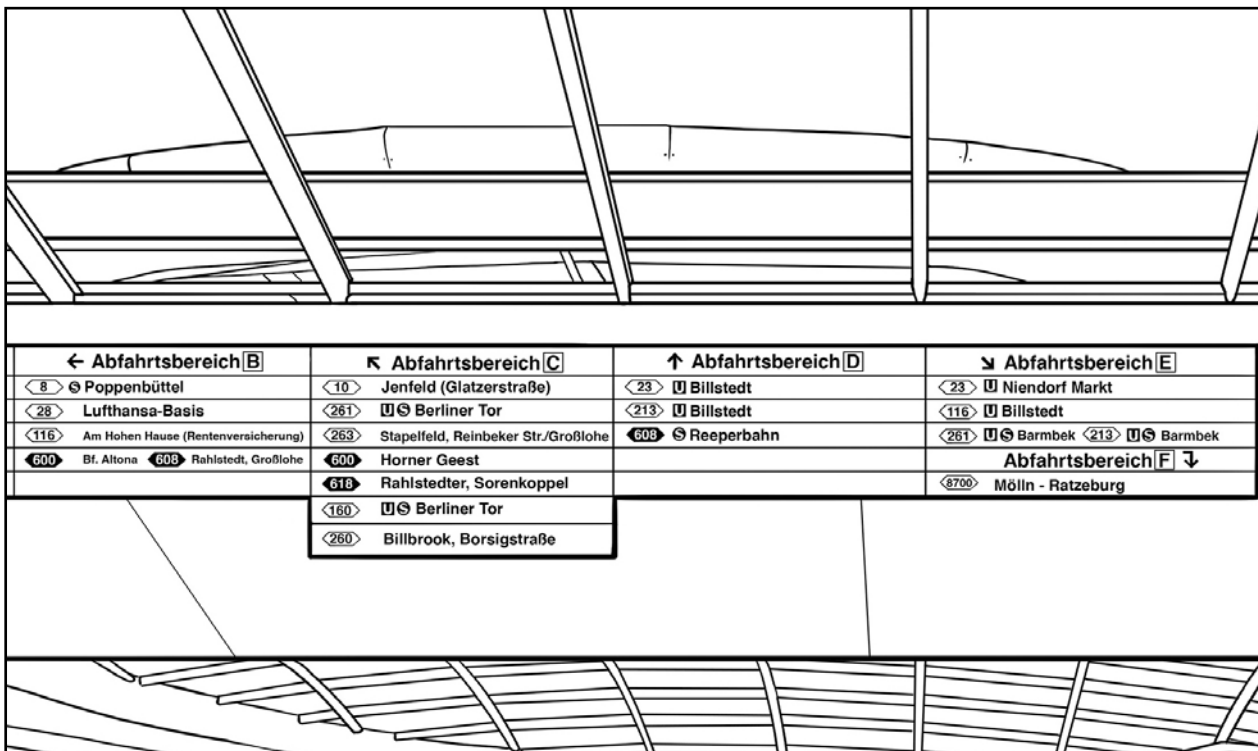 ← Abfahrtsbereich B
8 S Poppenbüttel
28 Lufthansa-Basis
116 Am Hohen Hause (Rentenversicherung)
600 Bf. Altona 608 Rahlstedt, Großlohe
↖ Abfahrtsbereich C
10 Jenfeld (Glatzerstraße)
261 U S Berliner Tor
263 Stapelfeld, Reinbeker Str./Großlohe
600 Horner Geest
618 Rahlstedter, Sorenkoppel
160 U S Berliner Tor
260 Billbrook, Borsigstraße
↑ Abfahrtsbereich D
23 U Billstedt
213 U Billstedt
608 S Reeperbahn
↘ Abfahrtsbereich E
23 U Niendorf Markt
116 U Billstedt
261 U S Barmbek 213 U S Barmbek
Abfahrtsbereich F ↴
8700 Mölln - Ratzeburg